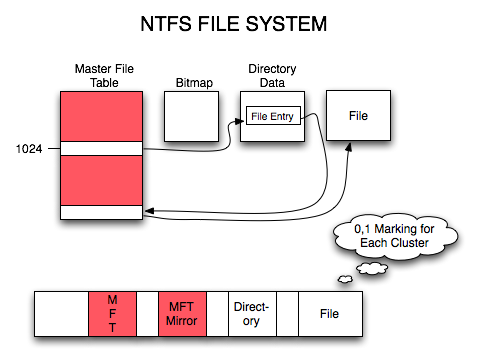 NTFS FILE SYSTEM
Master File
Table
Bitmap
Directory
Data
File Entry
File
1024
0,1 Marking for
Each Cluster
M
F
T
MFT
Mirror
Direct-
ory
File